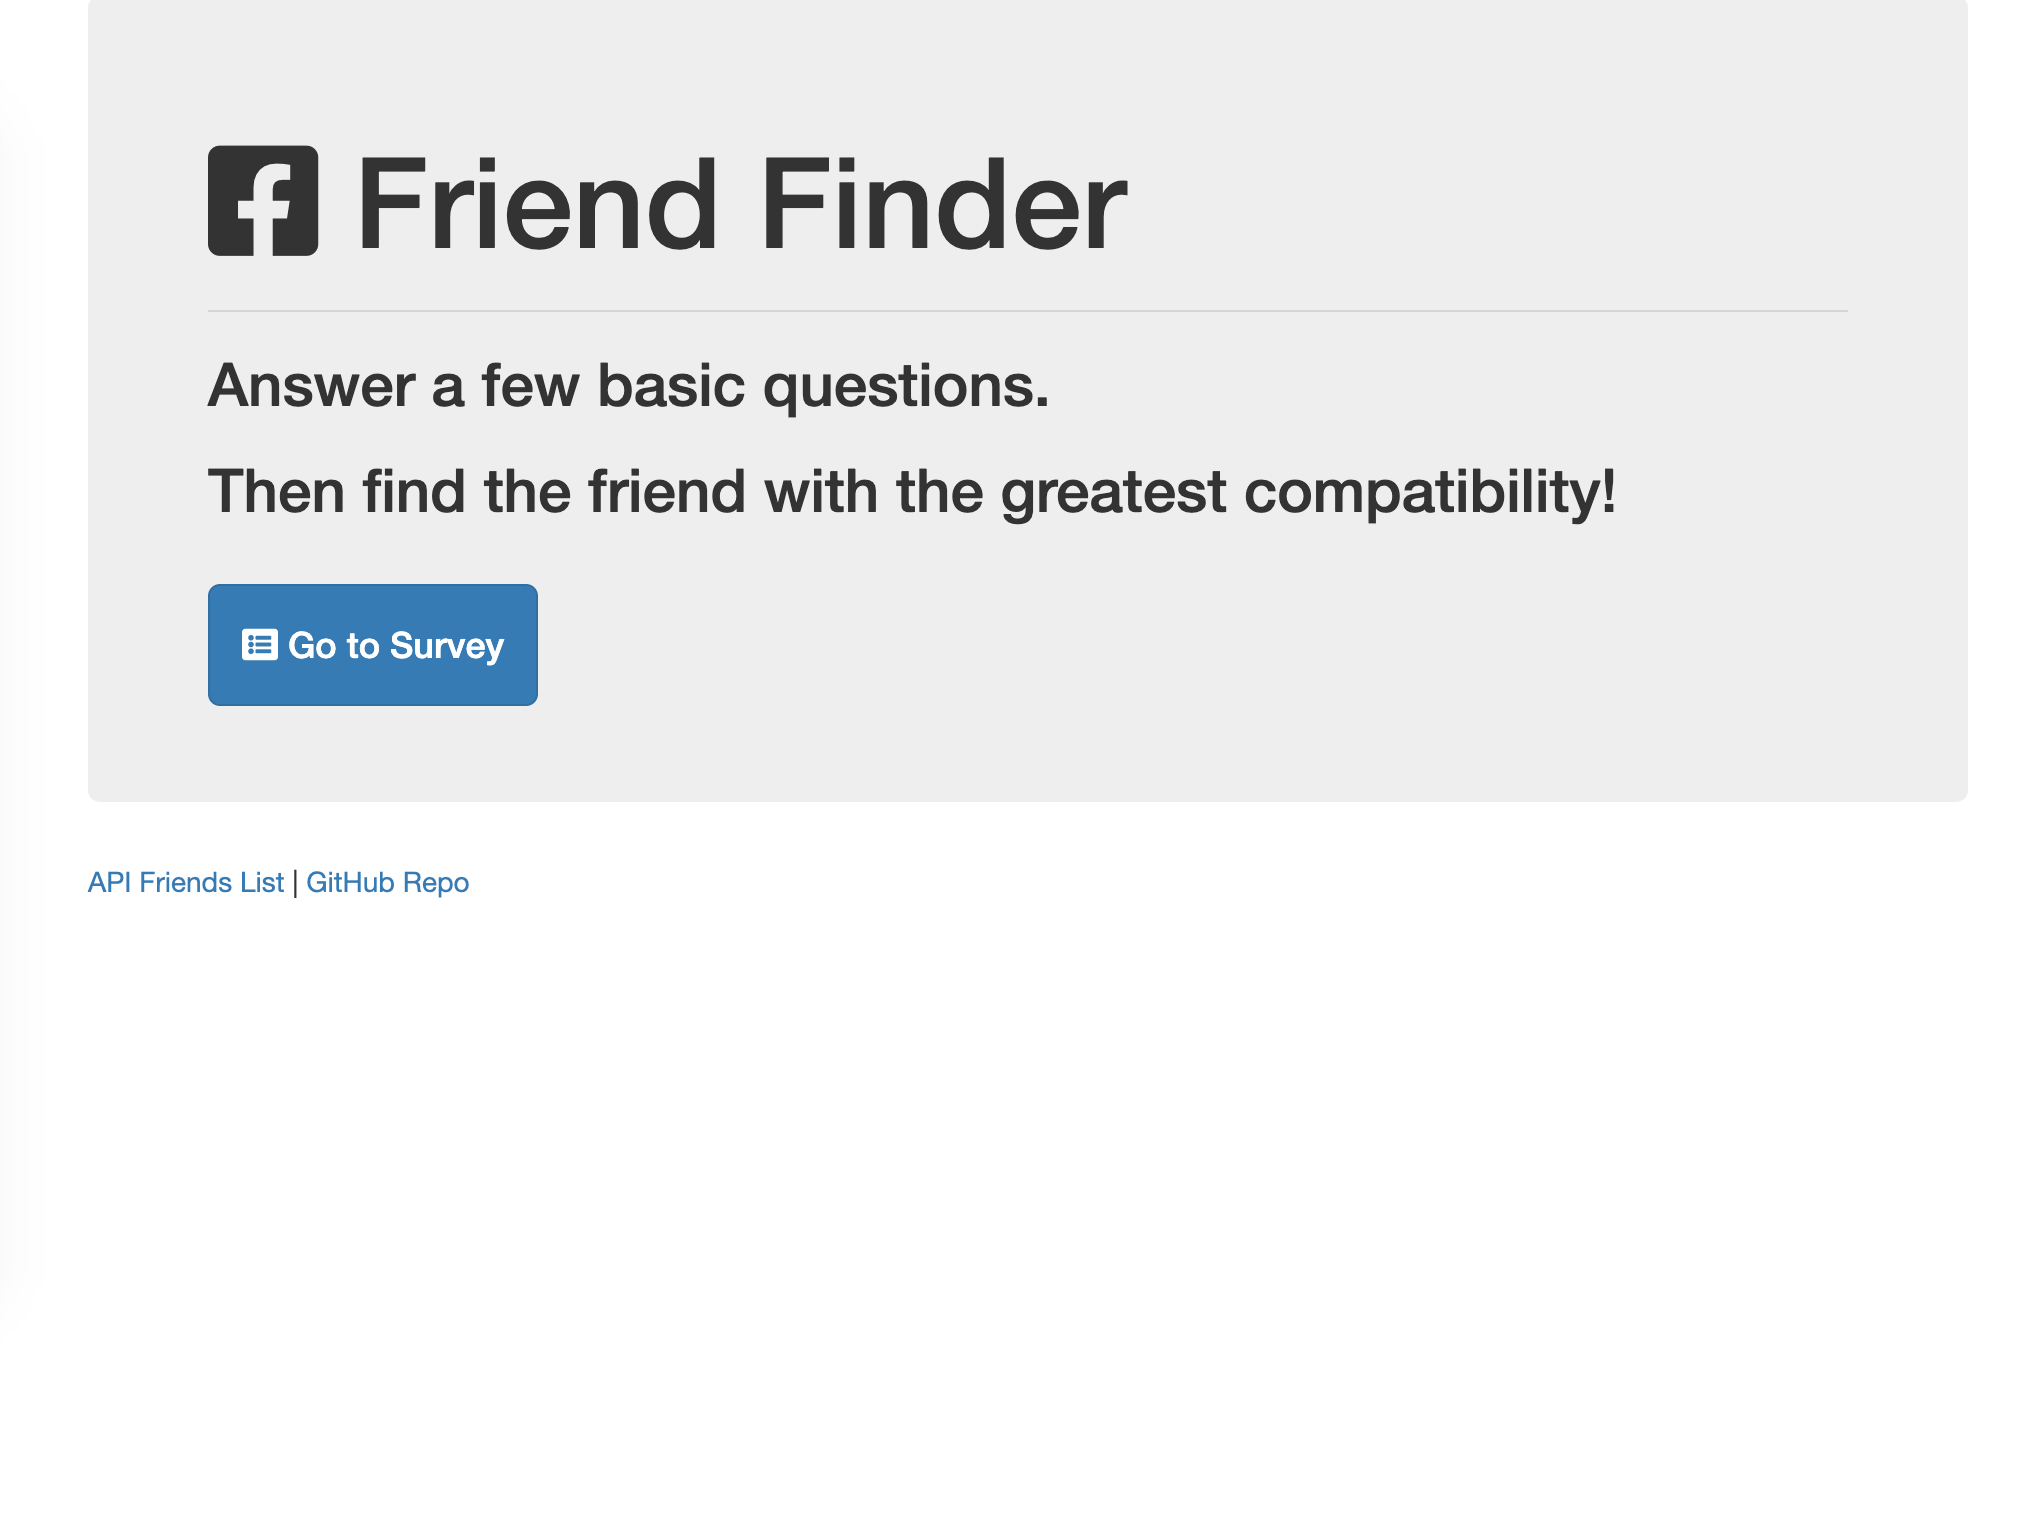 Friend Finder
Answer a few basic questions.
Then find the friend with the greatest compatibility!
Go to Survey
API Friends List | GitHub Repo